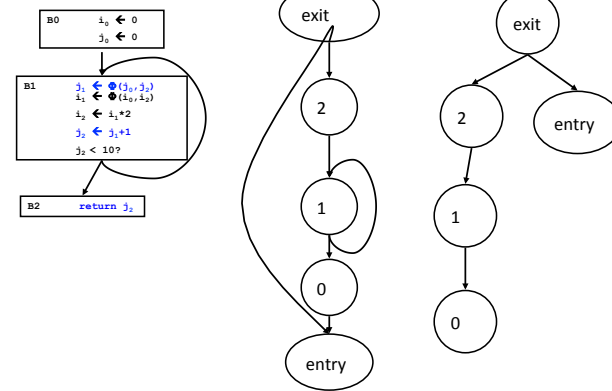 B0 i₀ ← 0
j₀ ← 0
B1 j₁ ← Φ(j₀,j₂)
i₁ ← Φ(i₀,i₂)
i₂ ← i₁*2
j₂ ← j₁+1
j₂ < 10?
B2 return j₂
exit
2
1
0
entry
exit
2
entry
1
0